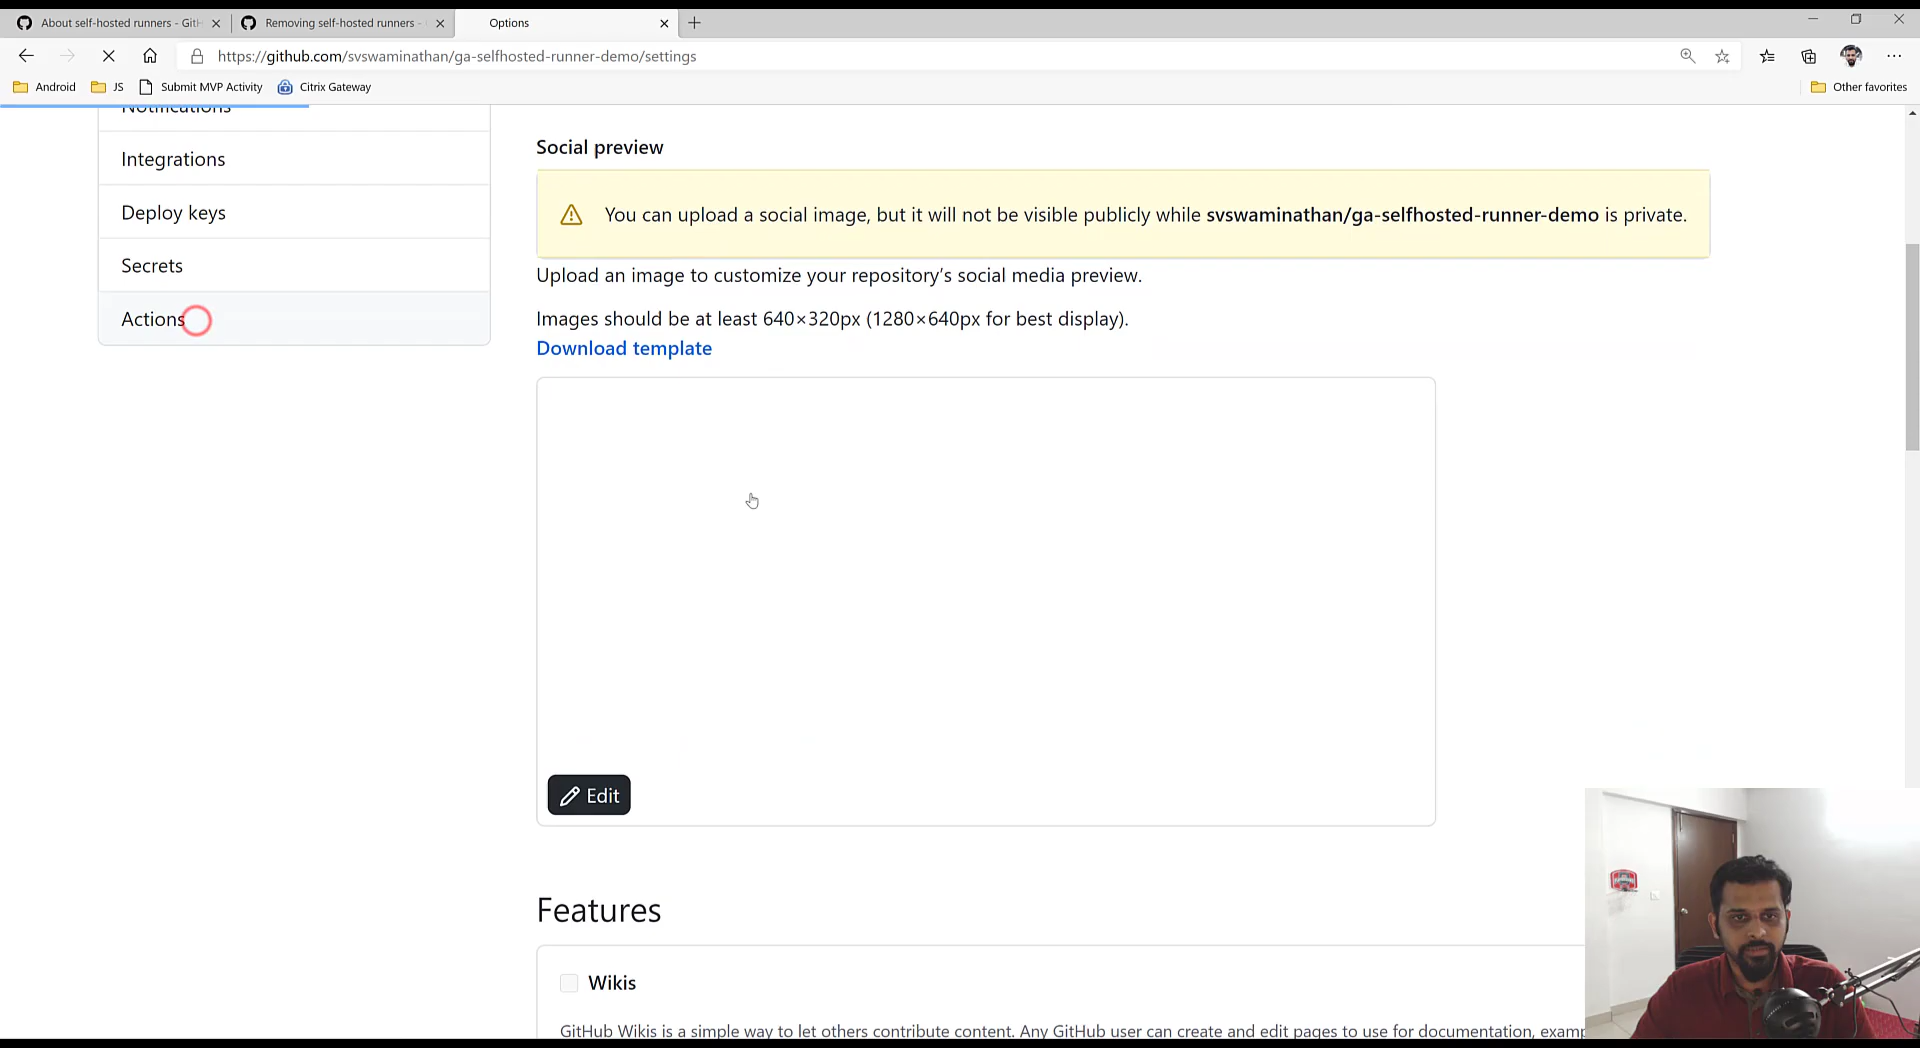 About self-hosted runners - GitH
Removing self-hosted runners -
Options
https://github.com/svswaminathan/ga-selfhosted-runner-demo/settings
Android
JS
Submit MVP Activity
Citrix Gateway
Other favorites
Notifications
Integrations
Deploy keys
Secrets
Actions
Social preview
You can upload a social image, but it will not be visible publicly while svswaminathan/ga-selfhosted-runner-demo is private.
Upload an image to customize your repository’s social media preview.
Images should be at least 640×320px (1280×640px for best display).
Download template
Edit
Features
Wikis
GitHub Wikis is a simple way to let others contribute content. Any GitHub user can create and edit pages to use for documentation, exam